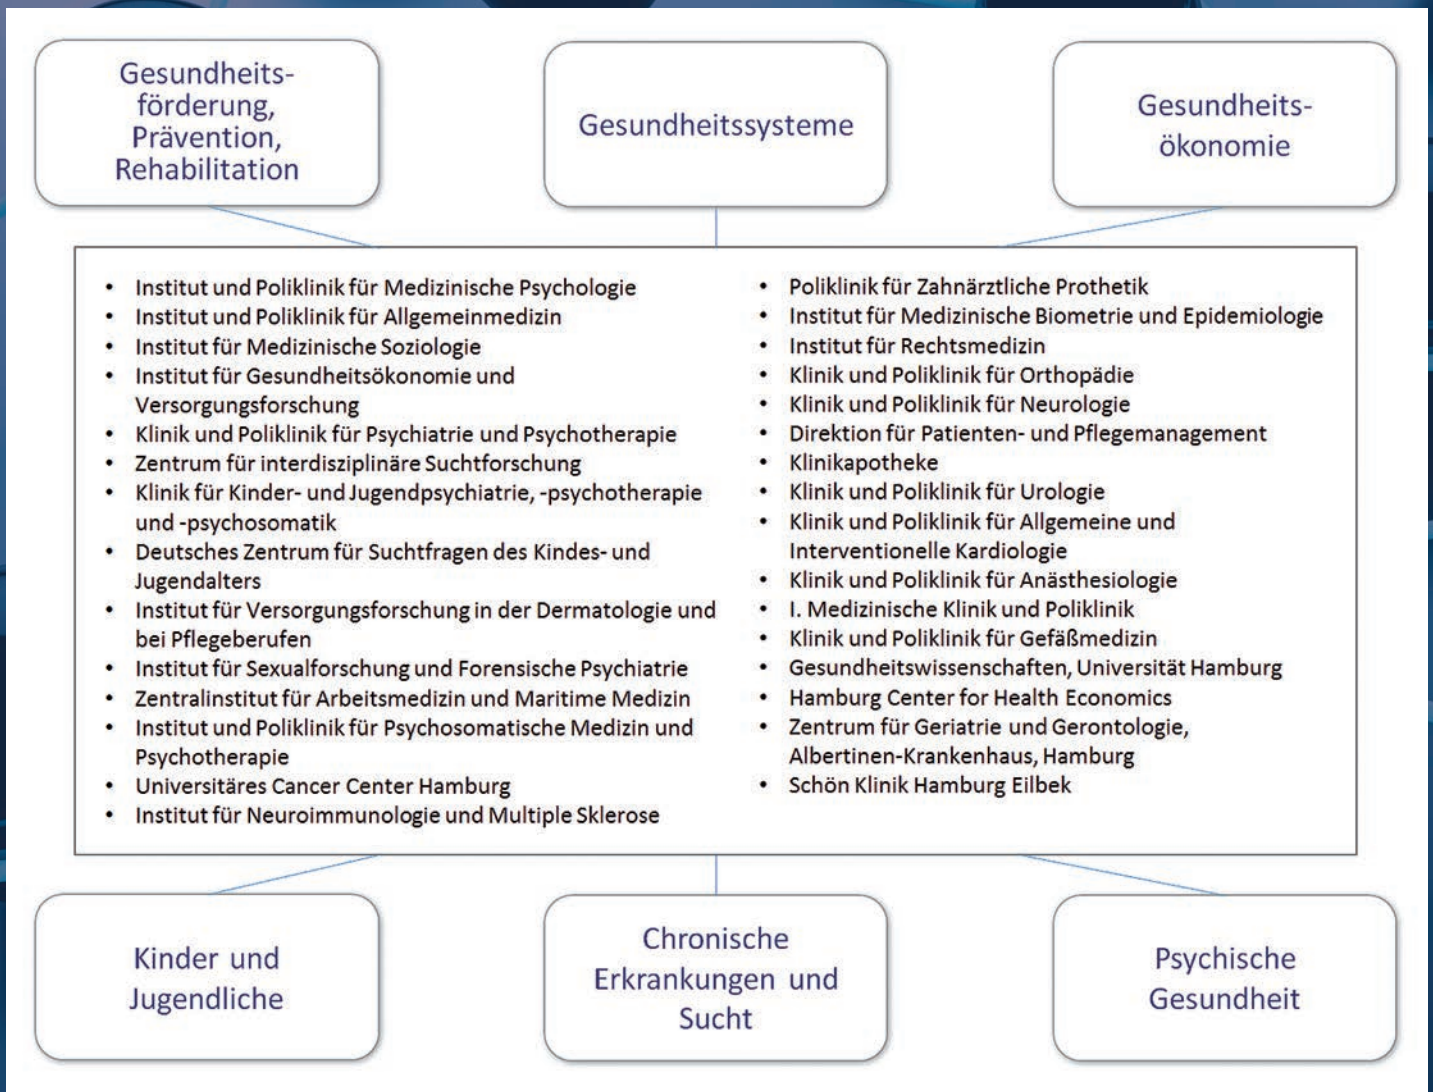 Gesundheits-
förderung,
Prävention,
Rehabilitation
Gesundheitssysteme
Gesundheits-
ökonomie
• Institut und Poliklinik für Medizinische Psychologie
• Institut und Poliklinik für Allgemeinmedizin
• Institut für Medizinische Soziologie
• Institut für Gesundheitsökonomie und
Versorgungsforschung
• Klinik und Poliklinik für Psychiatrie und Psychotherapie
• Zentrum für interdisziplinäre Suchtforschung
• Klinik für Kinder- und Jugendpsychiatrie, -psychotherapie
und -psychosomatik
• Deutsches Zentrum für Suchtfragen des Kindes- und
Jugendalters
• Institut für Versorgungsforschung in der Dermatologie und
bei Pflegeberufen
• Institut für Sexualforschung und Forensische Psychiatrie
• Zentralinstitut für Arbeitsmedizin und Maritime Medizin
• Institut und Poliklinik für Psychosomatische Medizin und
Psychotherapie
• Universitäres Cancer Center Hamburg
• Institut für Neuroimmunologie und Multiple Sklerose
• Poliklinik für Zahnärztliche Prothetik
• Institut für Medizinische Biometrie und Epidemiologie
• Institut für Rechtsmedizin
• Klinik und Poliklinik für Orthopädie
• Klinik und Poliklinik für Neurologie
• Direktion für Patienten- und Pflegemanagement
• Klinikapotheke
• Klinik und Poliklinik für Urologie
• Klinik und Poliklinik für Allgemeine und
Interventionelle Kardiologie
• Klinik und Poliklinik für Anästhesiologie
• I. Medizinische Klinik und Poliklinik
• Klinik und Poliklinik für Gefäßmedizin
• Gesundheitswissenschaften, Universität Hamburg
• Hamburg Center for Health Economics
• Zentrum für Geriatrie und Gerontologie,
Albertinen-Krankenhaus, Hamburg
• Schön Klinik Hamburg Eilbek
Kinder und
Jugendliche
Chronische
Erkrankungen und
Sucht
Psychische
Gesundheit